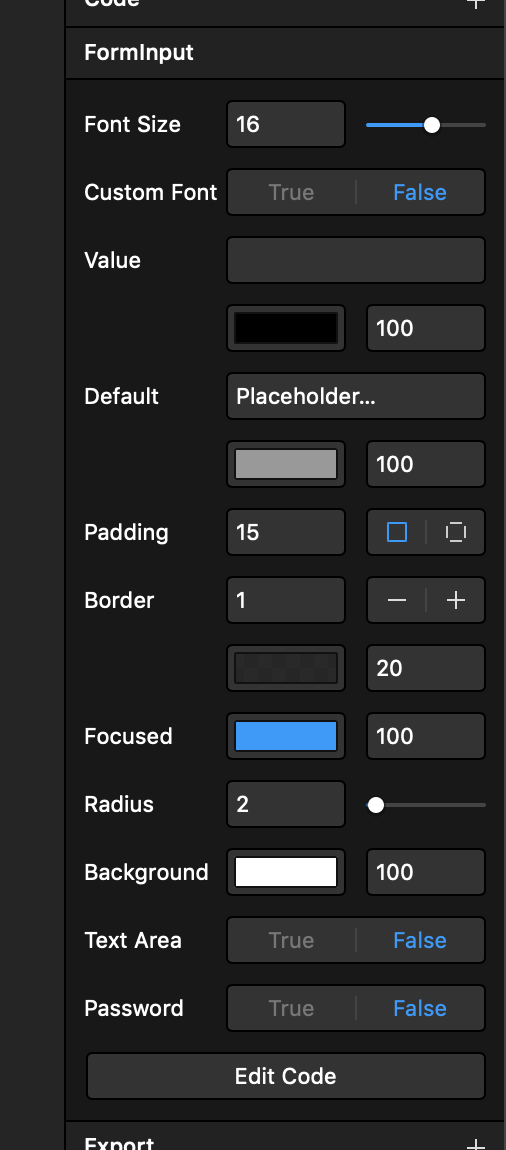 Code
FormInput
Font Size 16
Custom Font True False
Value
100
Default Placeholder...
100
Padding 15
Border 1
20
Focused 100
Radius 2
Background 100
Text Area True False
Password True False
Edit Code
Export